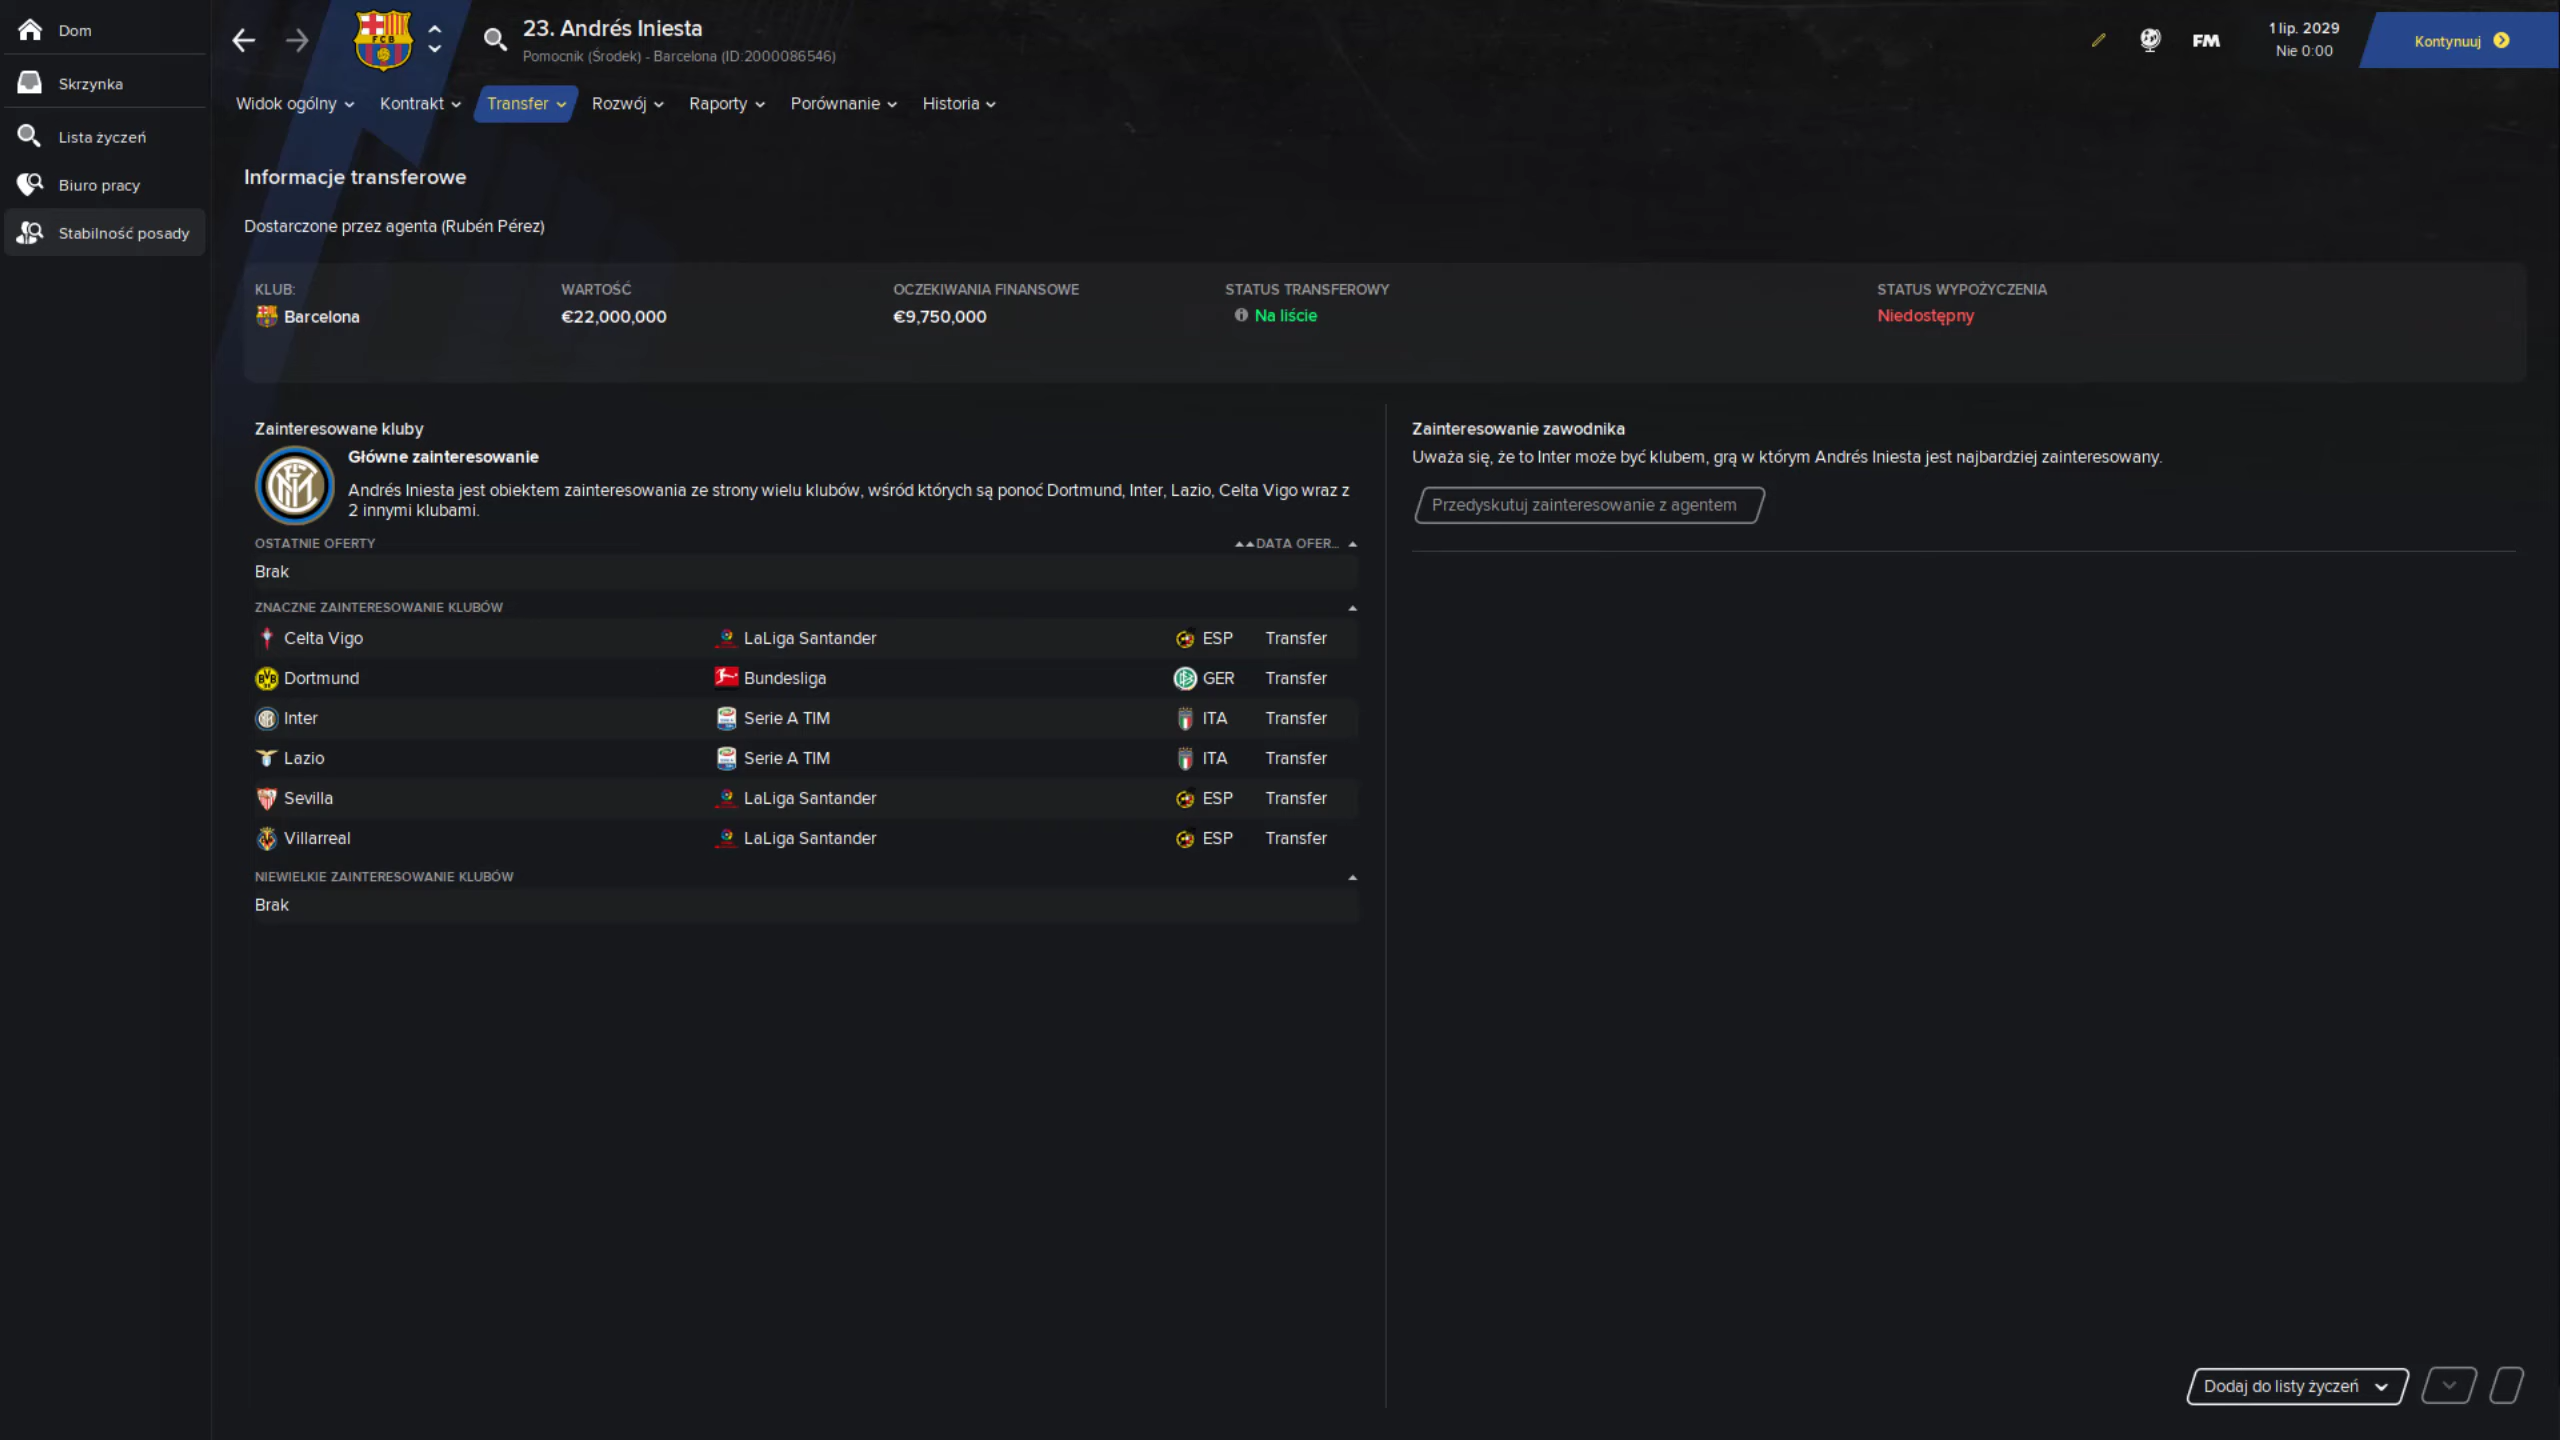 Dom
Skrzynka
Lista życzeń
Biuro pracy
Stabilność posady
FCB
23. Andrés Iniesta
Pomocnik (Środek) - Barcelona (ID:2000086546)
FM
1 lip. 2029
Nie 0:00
Kontynuuj
Widok ogólny
Kontrakt
Transfer
Rozwój
Raporty
Porównanie
Historia
Informacje transferowe
Dostarczone przez agenta (Rubén Pérez)
KLUB:
Barcelona
WARTOŚĆ
€22,000,000
OCZEKIWANIA FINANSOWE
€9,750,000
STATUS TRANSFEROWY
Na liście
STATUS WYPOŻYCZENIA
Niedostępny
Zainteresowane kluby
Główne zainteresowanie
Andrés Iniesta jest obiektem zainteresowania ze strony wielu klubów, wśród których są ponoć Dortmund, Inter, Lazio, Celta Vigo wraz z
2 innymi klubami.
OSTATNIE OFERTY DATA OFER...
Brak
ZNACZNE ZAINTERESOWANIE KLUBÓW
Celta Vigo LaLiga Santander ESP Transfer
Dortmund Bundesliga GER Transfer
Inter Serie A TIM ITA Transfer
Lazio Serie A TIM ITA Transfer
Sevilla LaLiga Santander ESP Transfer
Villarreal LaLiga Santander ESP Transfer
NIEWIELKIE ZAINTERESOWANIE KLUBÓW
Brak
Zainteresowanie zawodnika
Uważa się, że to Inter może być klubem, grą w którym Andrés Iniesta jest najbardziej zainteresowany.
Przedyskutuj zainteresowanie z agentem
Dodaj do listy życzeń